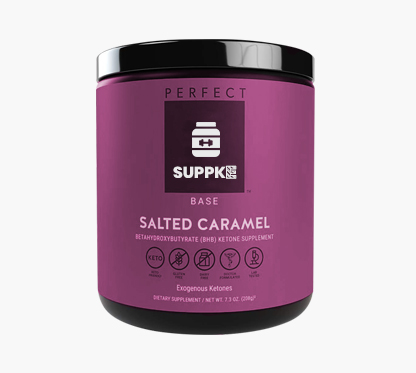 PERFECT
SUPPK
BASE
SALTED CARAMEL
BETAHYDROXYBUTYRATE (BHB) KETONE SUPPLEMENT
KETO
Exogenous Ketones
DIETARY SUPPLEMENT / NET WT. 7.3 OZ.